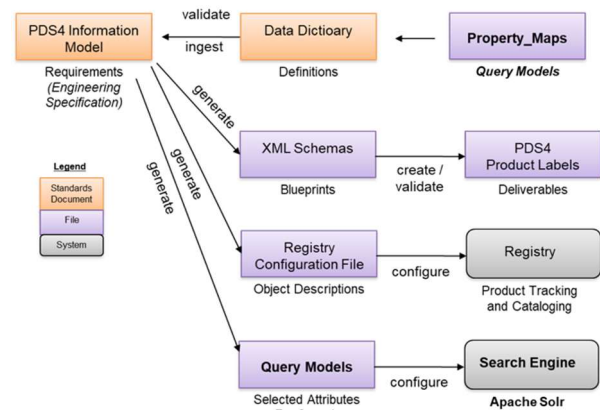 PDS4 Information
Model
validate
ingest
Data Dictioary
Property_Maps
Requirements
(Engineering
Specification)
Definitions
Query Models
generate
generate
generate
XML Schemas
create /
validate
PDS4
Product Labels
Blueprints
Deliverables
Legend
Standards
Document
File
System
Registry
Configuration File
configure
Registry
Object Descriptions
Product Tracking
and Cataloging
Query Models
configure
Search Engine
Selected Attributes
Apache Solr